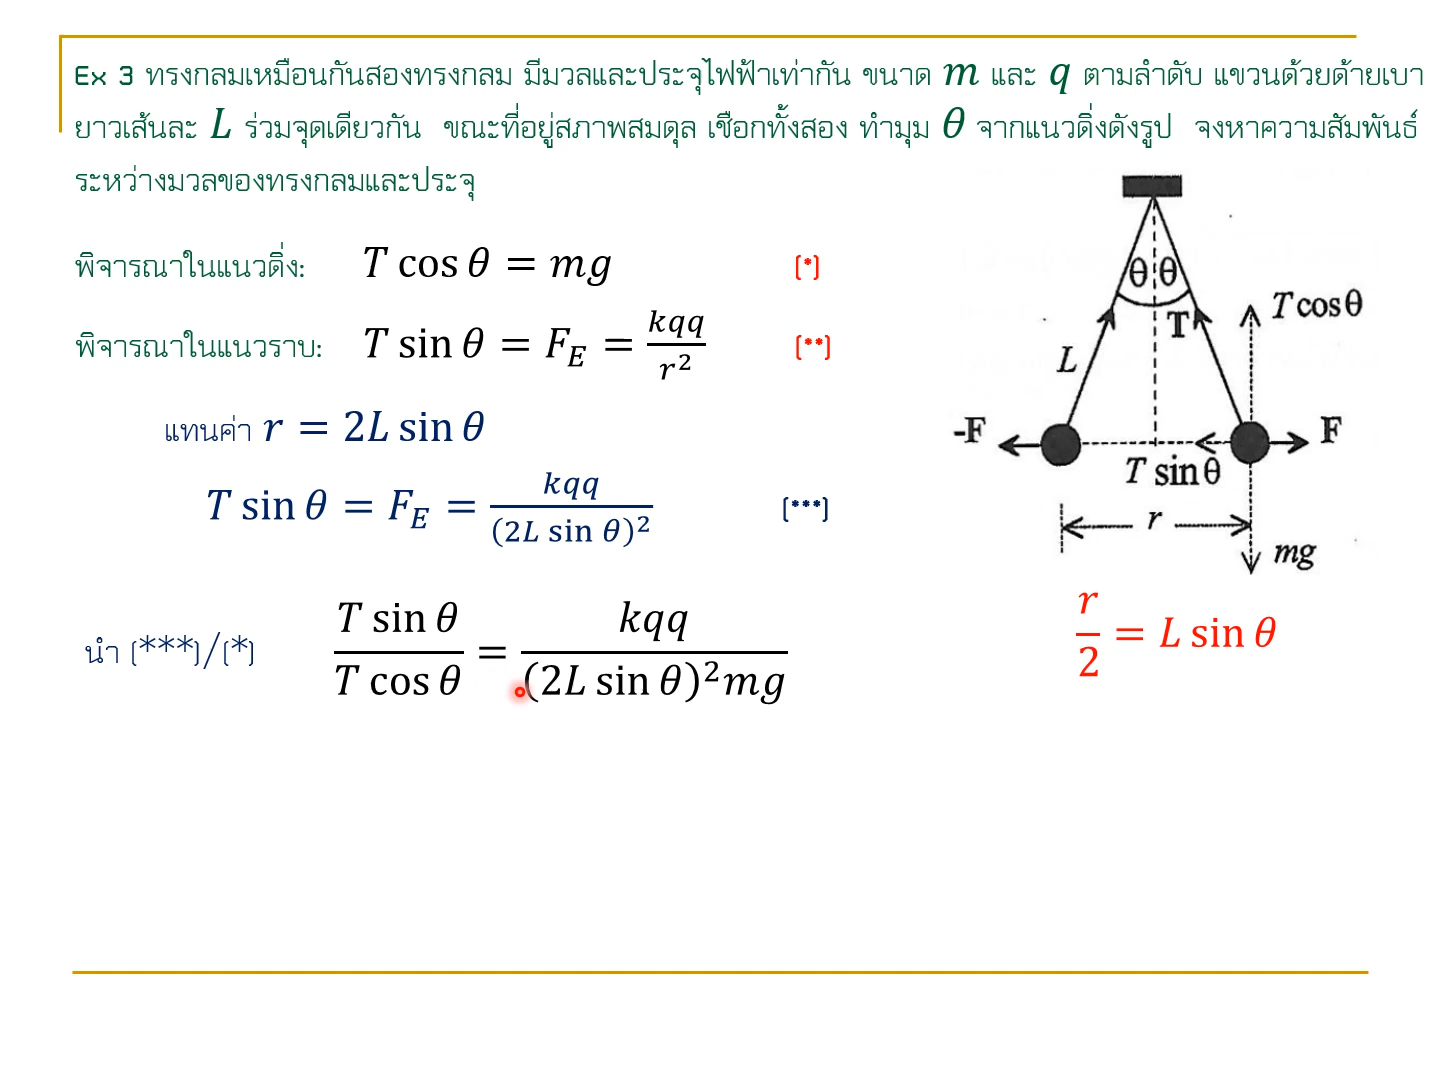 Ex 3 ทรงกลมเหมือนกันสองทรงกลม มีมวลและประจุไฟฟ้าเท่ากัน ขนาด m และ q ตามลำดับ แขวนด้วยด้ายเบา
ยาวเส้นละ L ร่วมจุดเดียวกัน ขณะที่อยู่สภาพสมดุล เชือกทั้งสอง ทำมุม θ จากแนวดิ่งดังรูป จงหาความสัมพันธ์
ระหว่างมวลของทรงกลมและประจุ
พิจารณาในแนวดิ่ง: T cos θ = mg (*)
พิจารณาในแนวราบ: T sin θ = F_E = kqq/r² (**)
แทนค่า r = 2L sin θ
T sin θ = F_E = kqq/(2L sin θ)² (***)
นำ (***)/(*) T sin θ/T cos θ = kqq/(2L sin θ)²mg
θ θ
T cosθ
T
L
-F
F
T sinθ
r
mg
r/2 = L sin θ